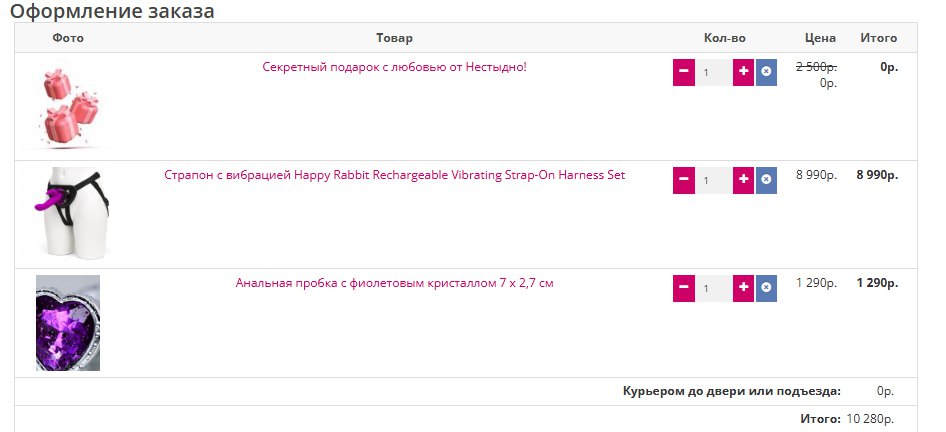 Оформление заказа
Фото Товар Кол-во Цена Итого
Секретный подарок с любовью от Нестыдно! 1 2 500р. 0р.
0р.
Страпон с вибрацией Happy Rabbit Rechargeable Vibrating Strap-On Harness Set 1 8 990р. 8 990р.
Анальная пробка с фиолетовым кристаллом 7 х 2,7 см 1 1 290р. 1 290р.
Курьером до двери или подъезда: 0р.
Итого: 10 280р.